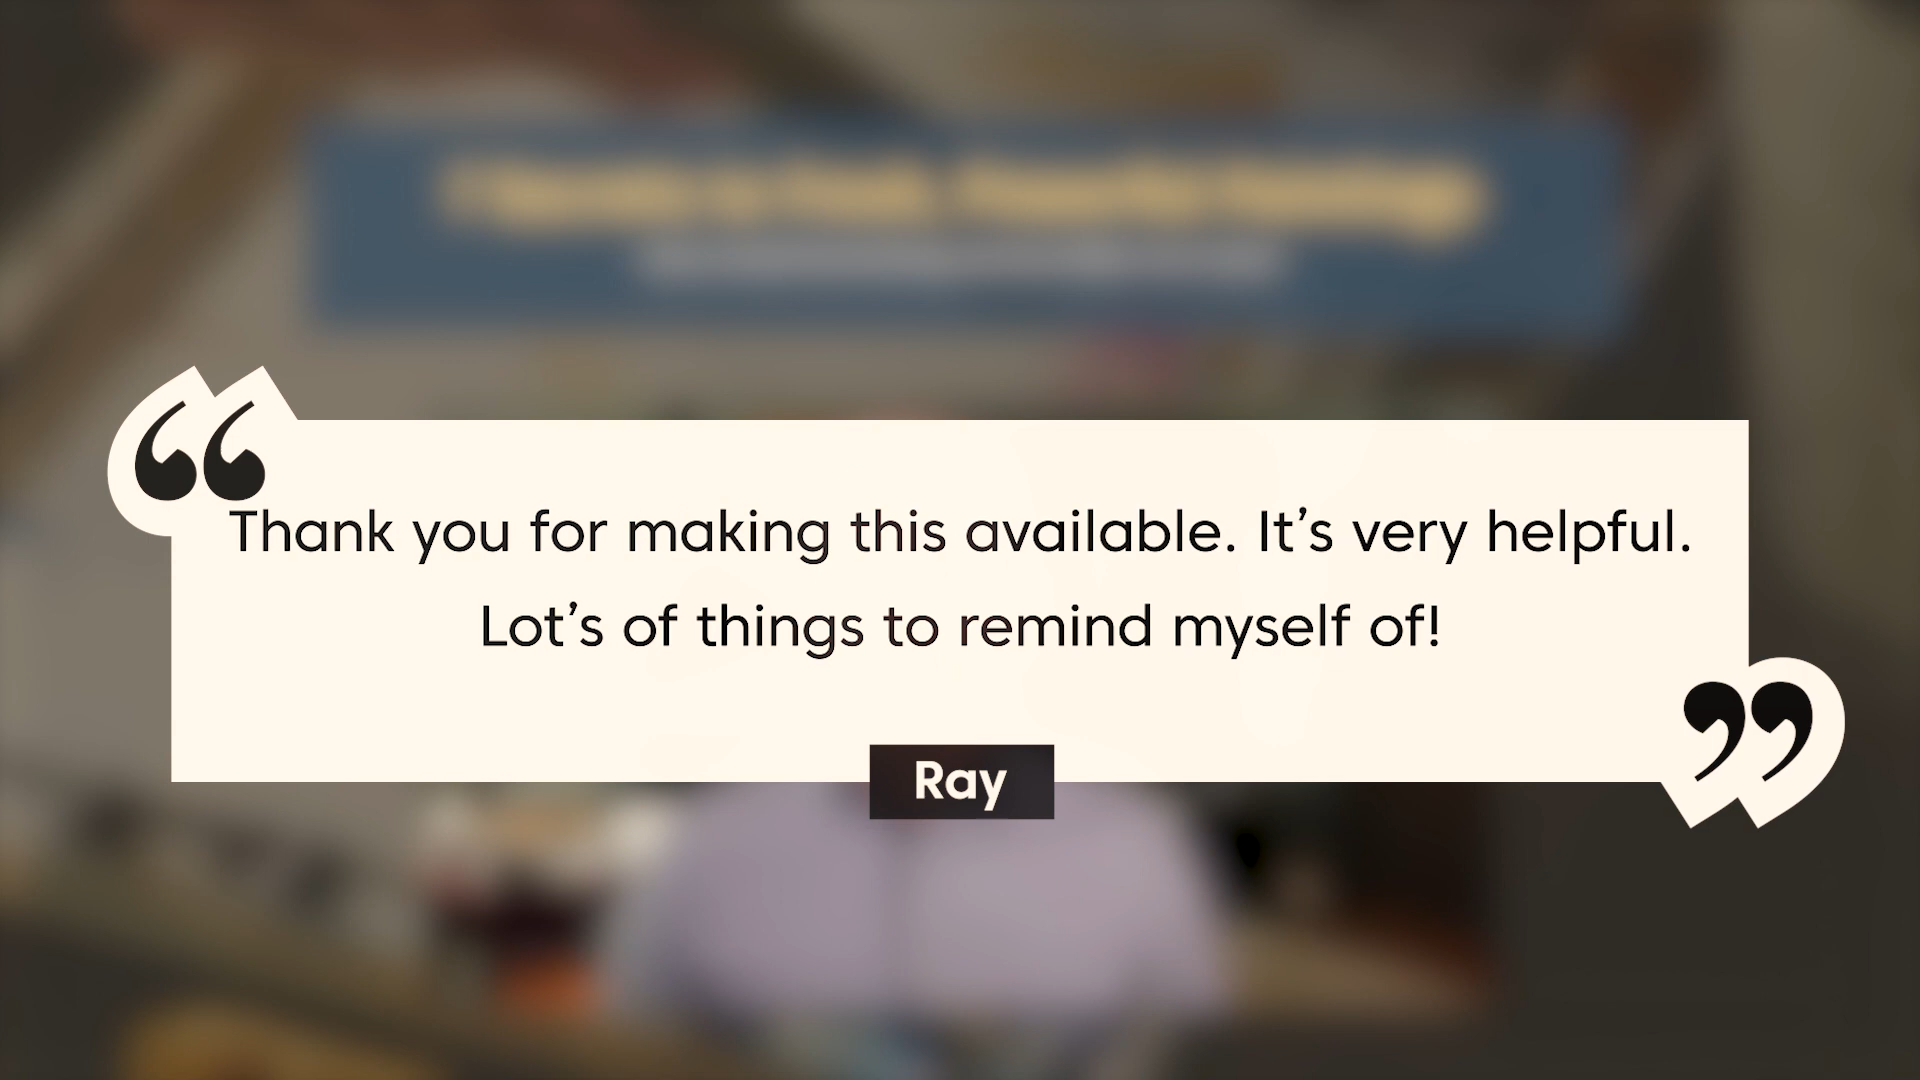 Thank you for making this available. It’s very helpful.
Lot’s of things to remind myself of!
Ray